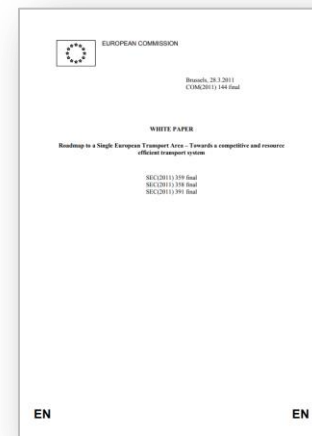 EUROPEAN COMMISSION
Brussels, 28.3.2011
COM(2011) 144 final
WHITE PAPER
Roadmap to a Single European Transport Area – Towards a competitive and resource
efficient transport system
SEC(2011) 359 final
SEC(2011) 358 final
SEC(2011) 391 final
EN
EN